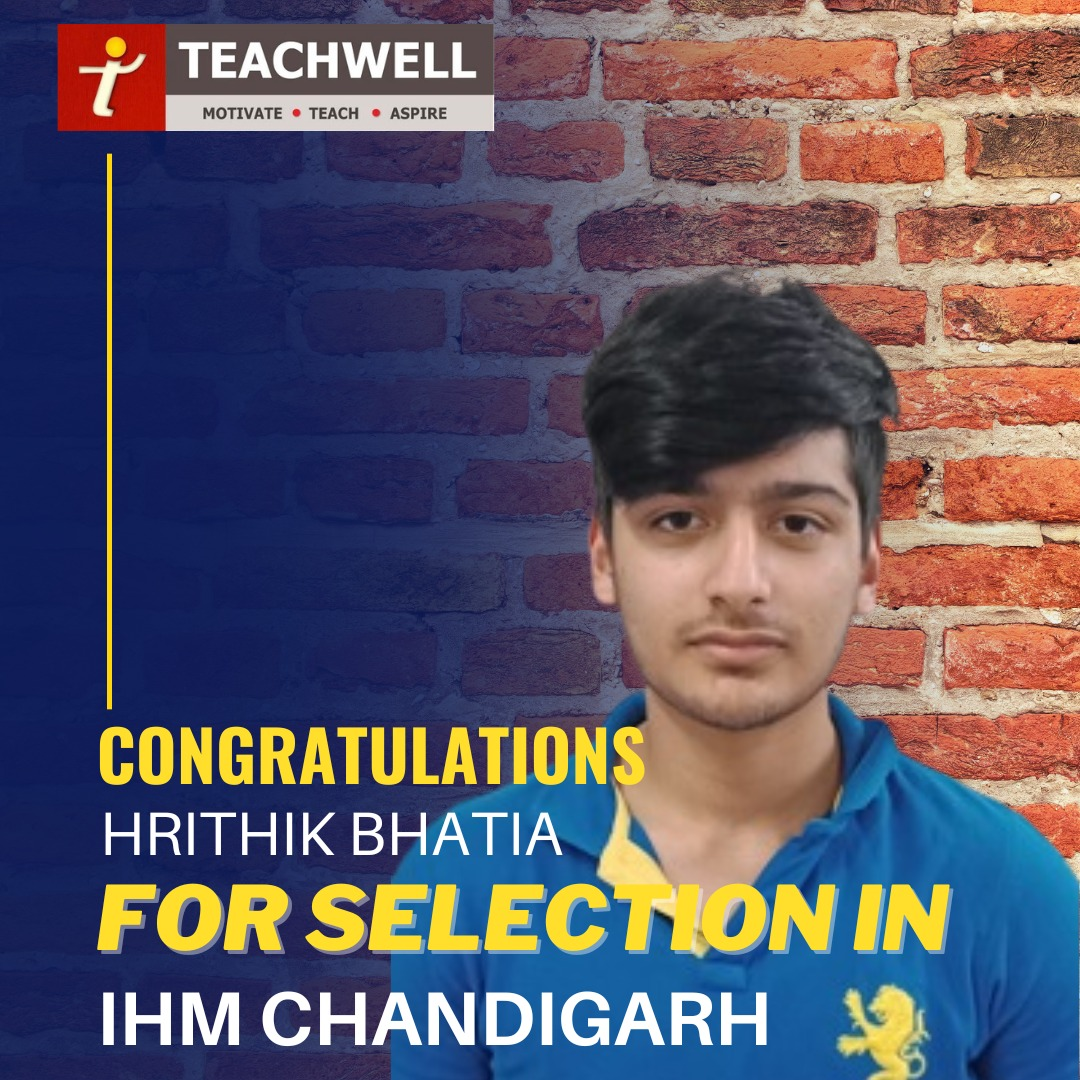 TEACHWELL
MOTIVATE • TEACH • ASPIRE
CONGRATULATIONS
HRITHIK BHATIA
FOR SELECTION IN
IHM CHANDIGARH